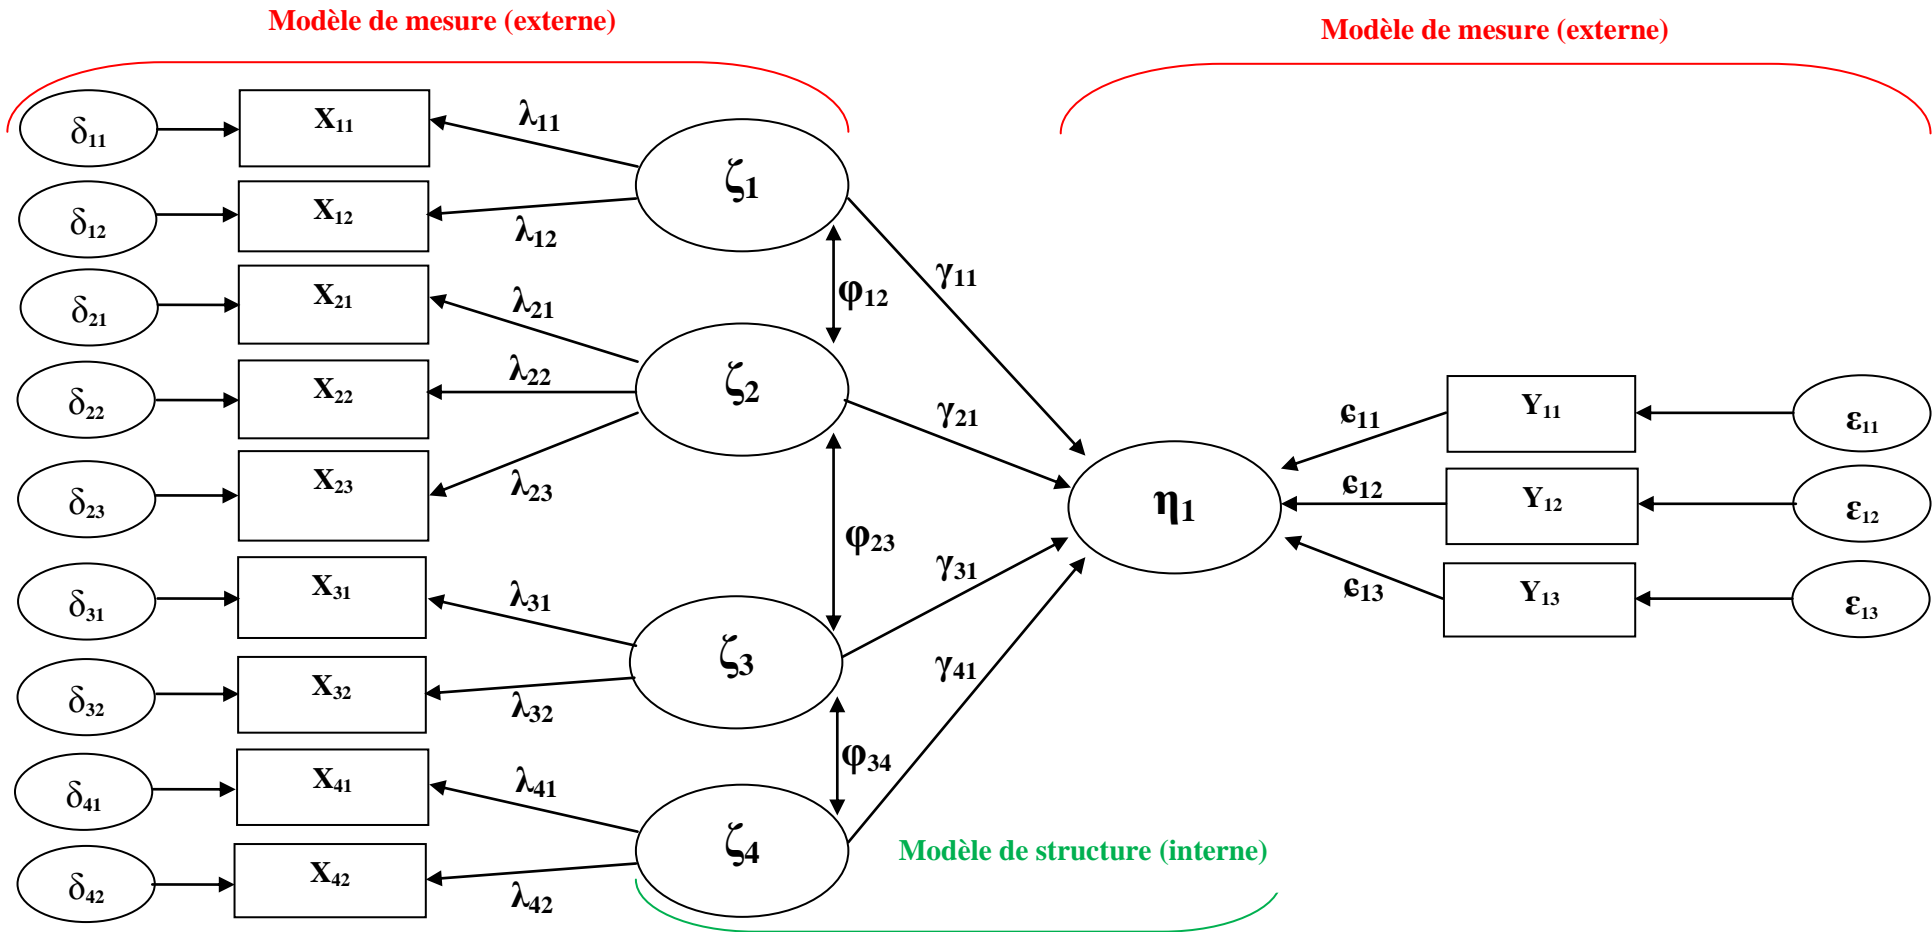 Modèle de mesure (externe)
Modèle de mesure (externe)
δ11
X11
λ11
ζ1
δ12
X12
λ12
γ11
φ12
δ21
X21
λ21
δ22
X22
λ22
ζ2
γ21
δ23
X23
λ23
φ23
ϵ11
Y11
ε11
η1
ϵ12
Y12
ε12
ϵ13
Y13
ε13
δ31
X31
λ31
γ31
ζ3
δ32
X32
λ32
γ41
φ34
δ41
X41
λ41
ζ4
Modèle de structure (interne)
δ42
X42
λ42